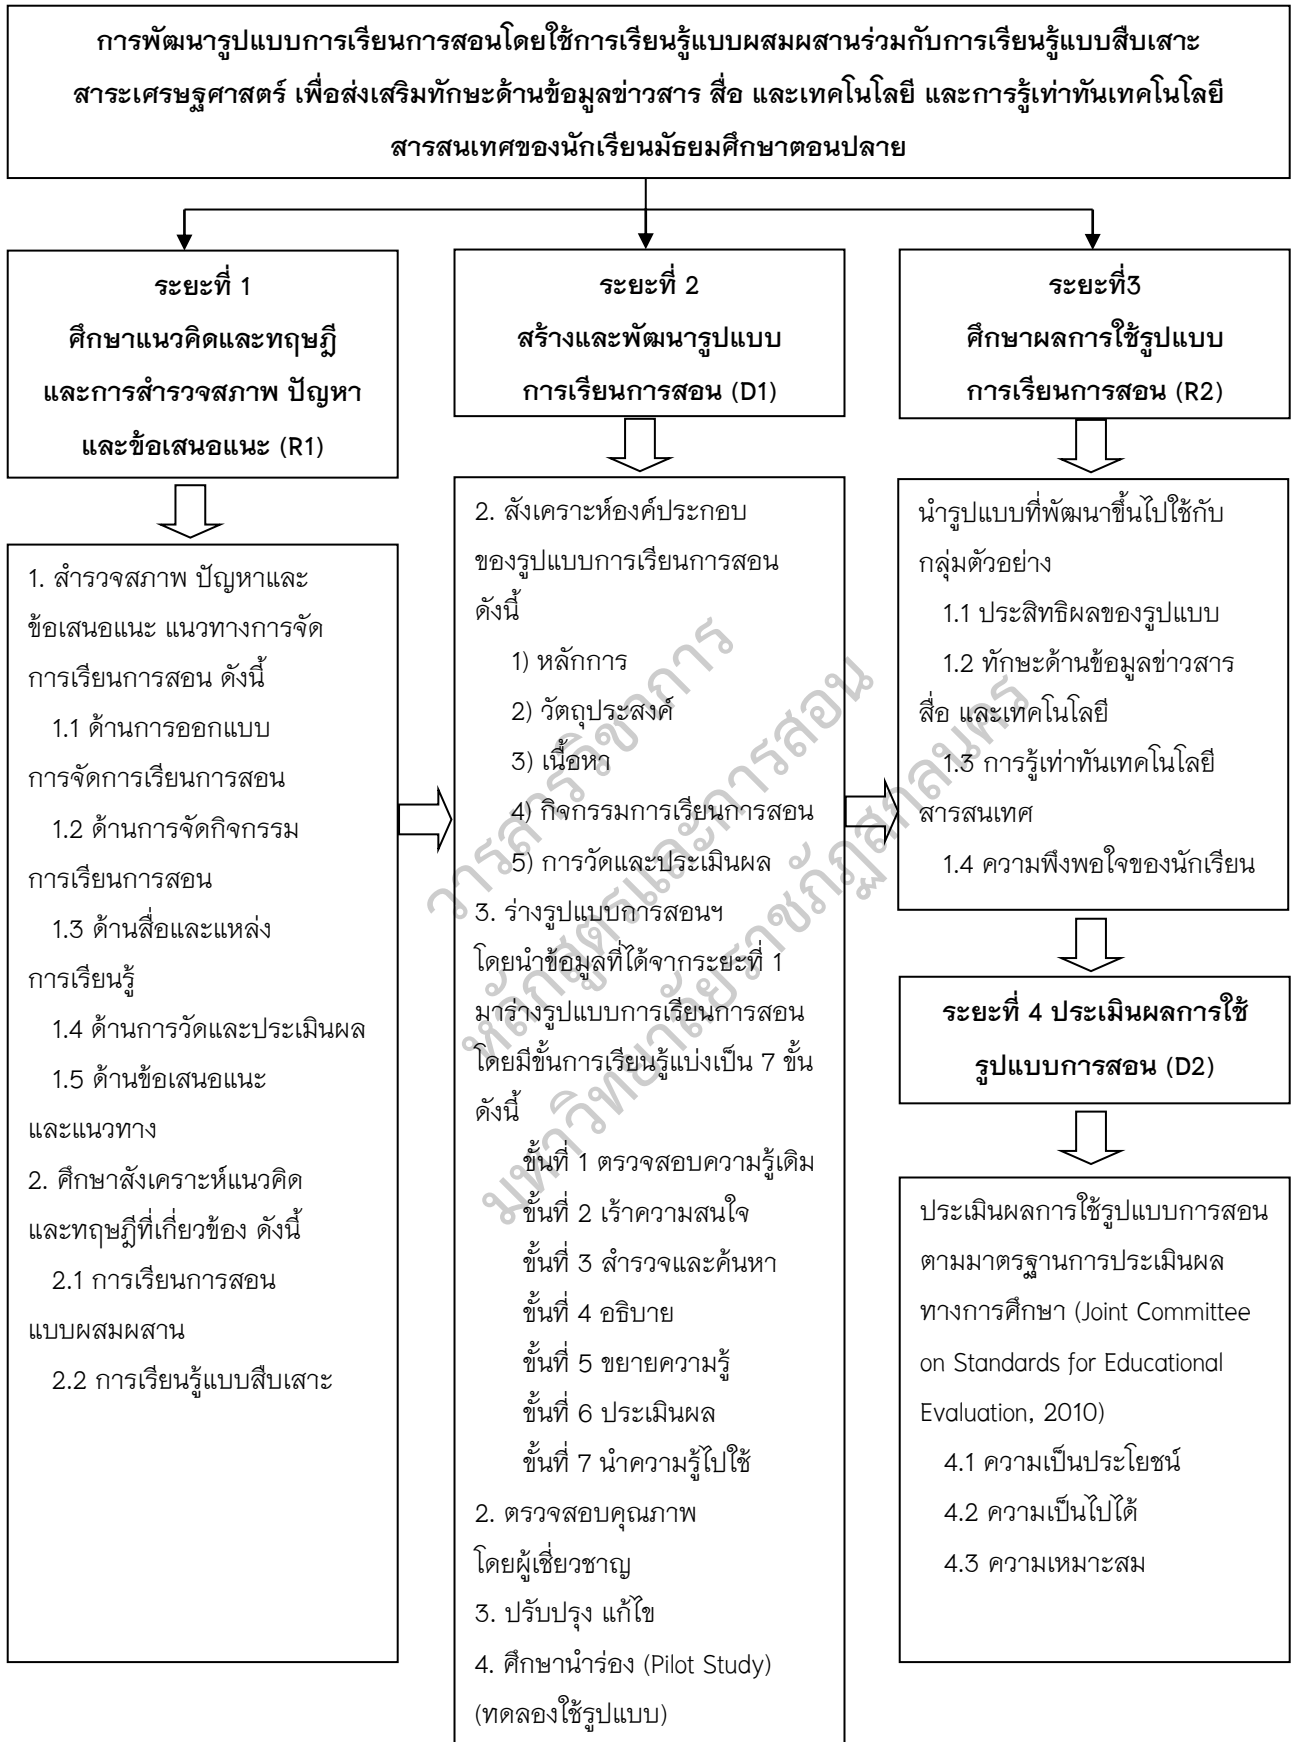 การพัฒนารูปแบบการเรียนการสอนโดยใช้การเรียนรู้แบบผสมผสานร่วมกับการเรียนรู้แบบสืบเสาะ
สาระเศรษฐศาสตร์ เพื่อส่งเสริมทักษะด้านข้อมูลข่าวสาร สื่อ และเทคโนโลยี และการรู้เท่าทันเทคโนโลยี
สารสนเทศของนักเรียนมัธยมศึกษาตอนปลาย
ระยะที่ 1
ศึกษาแนวคิดและทฤษฎี
และการสำรวจสภาพ ปัญหา
และข้อเสนอแนะ (R1)
1. สำรวจสภาพ ปัญหาและ
ข้อเสนอแนะ แนวทางการจัด
การเรียนการสอน ดังนี้
1.1 ด้านการออกแบบ
การจัดการเรียนการสอน
1.2 ด้านการจัดกิจกรรม
การเรียนการสอน
1.3 ด้านสื่อและแหล่ง
การเรียนรู้
1.4 ด้านการวัดและประเมินผล
1.5 ด้านข้อเสนอแนะ
และแนวทาง
2. ศึกษาสังเคราะห์แนวคิด
และทฤษฎีที่เกี่ยวข้อง ดังนี้
2.1 การเรียนการสอน
แบบผสมผสาน
2.2 การเรียนรู้แบบสืบเสาะ
ระยะที่ 2
สร้างและพัฒนารูปแบบ
การเรียนการสอน (D1)
2. สังเคราะห์องค์ประกอบ
ของรูปแบบการเรียนการสอน
ดังนี้
1) หลักการ
2) วัตถุประสงค์
3) เนื้อหา
4) กิจกรรมการเรียนการสอน
5) การวัดและประเมินผล
3. ร่างรูปแบบการสอนฯ
โดยนำข้อมูลที่ได้จากระยะที่ 1
มาร่างรูปแบบการเรียนการสอน
โดยมีขั้นการเรียนรู้แบ่งเป็น 7 ขั้น
ดังนี้
ขั้นที่ 1 ตรวจสอบความรู้เดิม
ขั้นที่ 2 เร้าความสนใจ
ขั้นที่ 3 สำรวจและค้นหา
ขั้นที่ 4 อธิบาย
ขั้นที่ 5 ขยายความรู้
ขั้นที่ 6 ประเมินผล
ขั้นที่ 7 นำความรู้ไปใช้
2. ตรวจสอบคุณภาพ
โดยผู้เชี่ยวชาญ
3. ปรับปรุง แก้ไข
4. ศึกษานำร่อง (Pilot Study)
(ทดลองใช้รูปแบบ)
ระยะที่3
ศึกษาผลการใช้รูปแบบ
การเรียนการสอน (R2)
นำรูปแบบที่พัฒนาขึ้นไปใช้กับ
กลุ่มตัวอย่าง
1.1 ประสิทธิผลของรูปแบบ
1.2 ทักษะด้านข้อมูลข่าวสาร
สื่อ และเทคโนโลยี
1.3 การรู้เท่าทันเทคโนโลยี
สารสนเทศ
1.4 ความพึงพอใจของนักเรียน
ระยะที่ 4 ประเมินผลการใช้
รูปแบบการสอน (D2)
ประเมินผลการใช้รูปแบบการสอน
ตามมาตรฐานการประเมินผล
ทางการศึกษา (Joint Committee
on Standards for Educational
Evaluation, 2010)
4.1 ความเป็นประโยชน์
4.2 ความเป็นไปได้
4.3 ความเหมาะสม
วารสารวิชาการ
หลักสูตรและการสอน
มหาวิทยาลัยราชภัฏสกลนคร